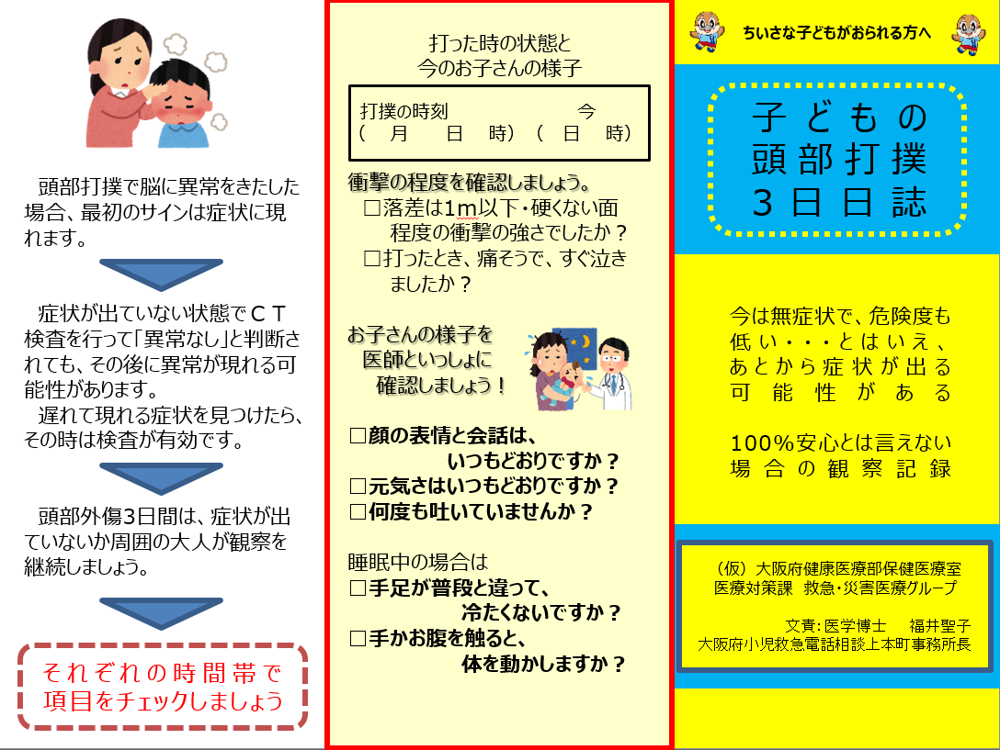 頭部打撲で脳に異常をきたした
場合、最初のサインは症状に現
れます。
症状が出ていない状態でＣＴ
検査を行って「異常なし」と判断さ
れても、その後に異常が現れる可
能性があります。
遅れて現れる症状を見つけたら、
その時は検査が有効です。
頭部外傷3日間は、症状が出
ていないか周囲の大人が観察を
継続しましょう。
それぞれの時間帯で
項目をチェックしましょう
打った時の状態と
今のお子さんの様子
打撲の時刻　　　　　　　今
（　月　　日　時）（　日　時）
衝撃の程度を確認しましょう。
□落差は1ｍ以下・硬くない面
程度の衝撃の強さでしたか？
□打ったとき、痛そうで、すぐ泣き
ましたか？
お子さんの様子を
医師といっしょに
確認しましょう！
□顔の表情と会話は、
いつもどおりですか？
□元気さはいつもどおりですか？
□何度も吐いていませんか？
睡眠中の場合は
□手足が普段と違って、
冷たくないですか？
□手かお腹を触ると、
体を動かしますか？
ちいさな子どもがおられる方へ
子どもの
頭部打撲
3日日誌
今は無症状で、危険度も
低い・・・とはいえ、
あとから症状が出る
可能性がある
100％安心とは言えない
場合の観察記録
（仮）大阪府健康医療部保健医療室
医療対策課　救急・災害医療グループ
文責：医学博士　福井聖子
大阪府小児救急電話相談上本町事務所長